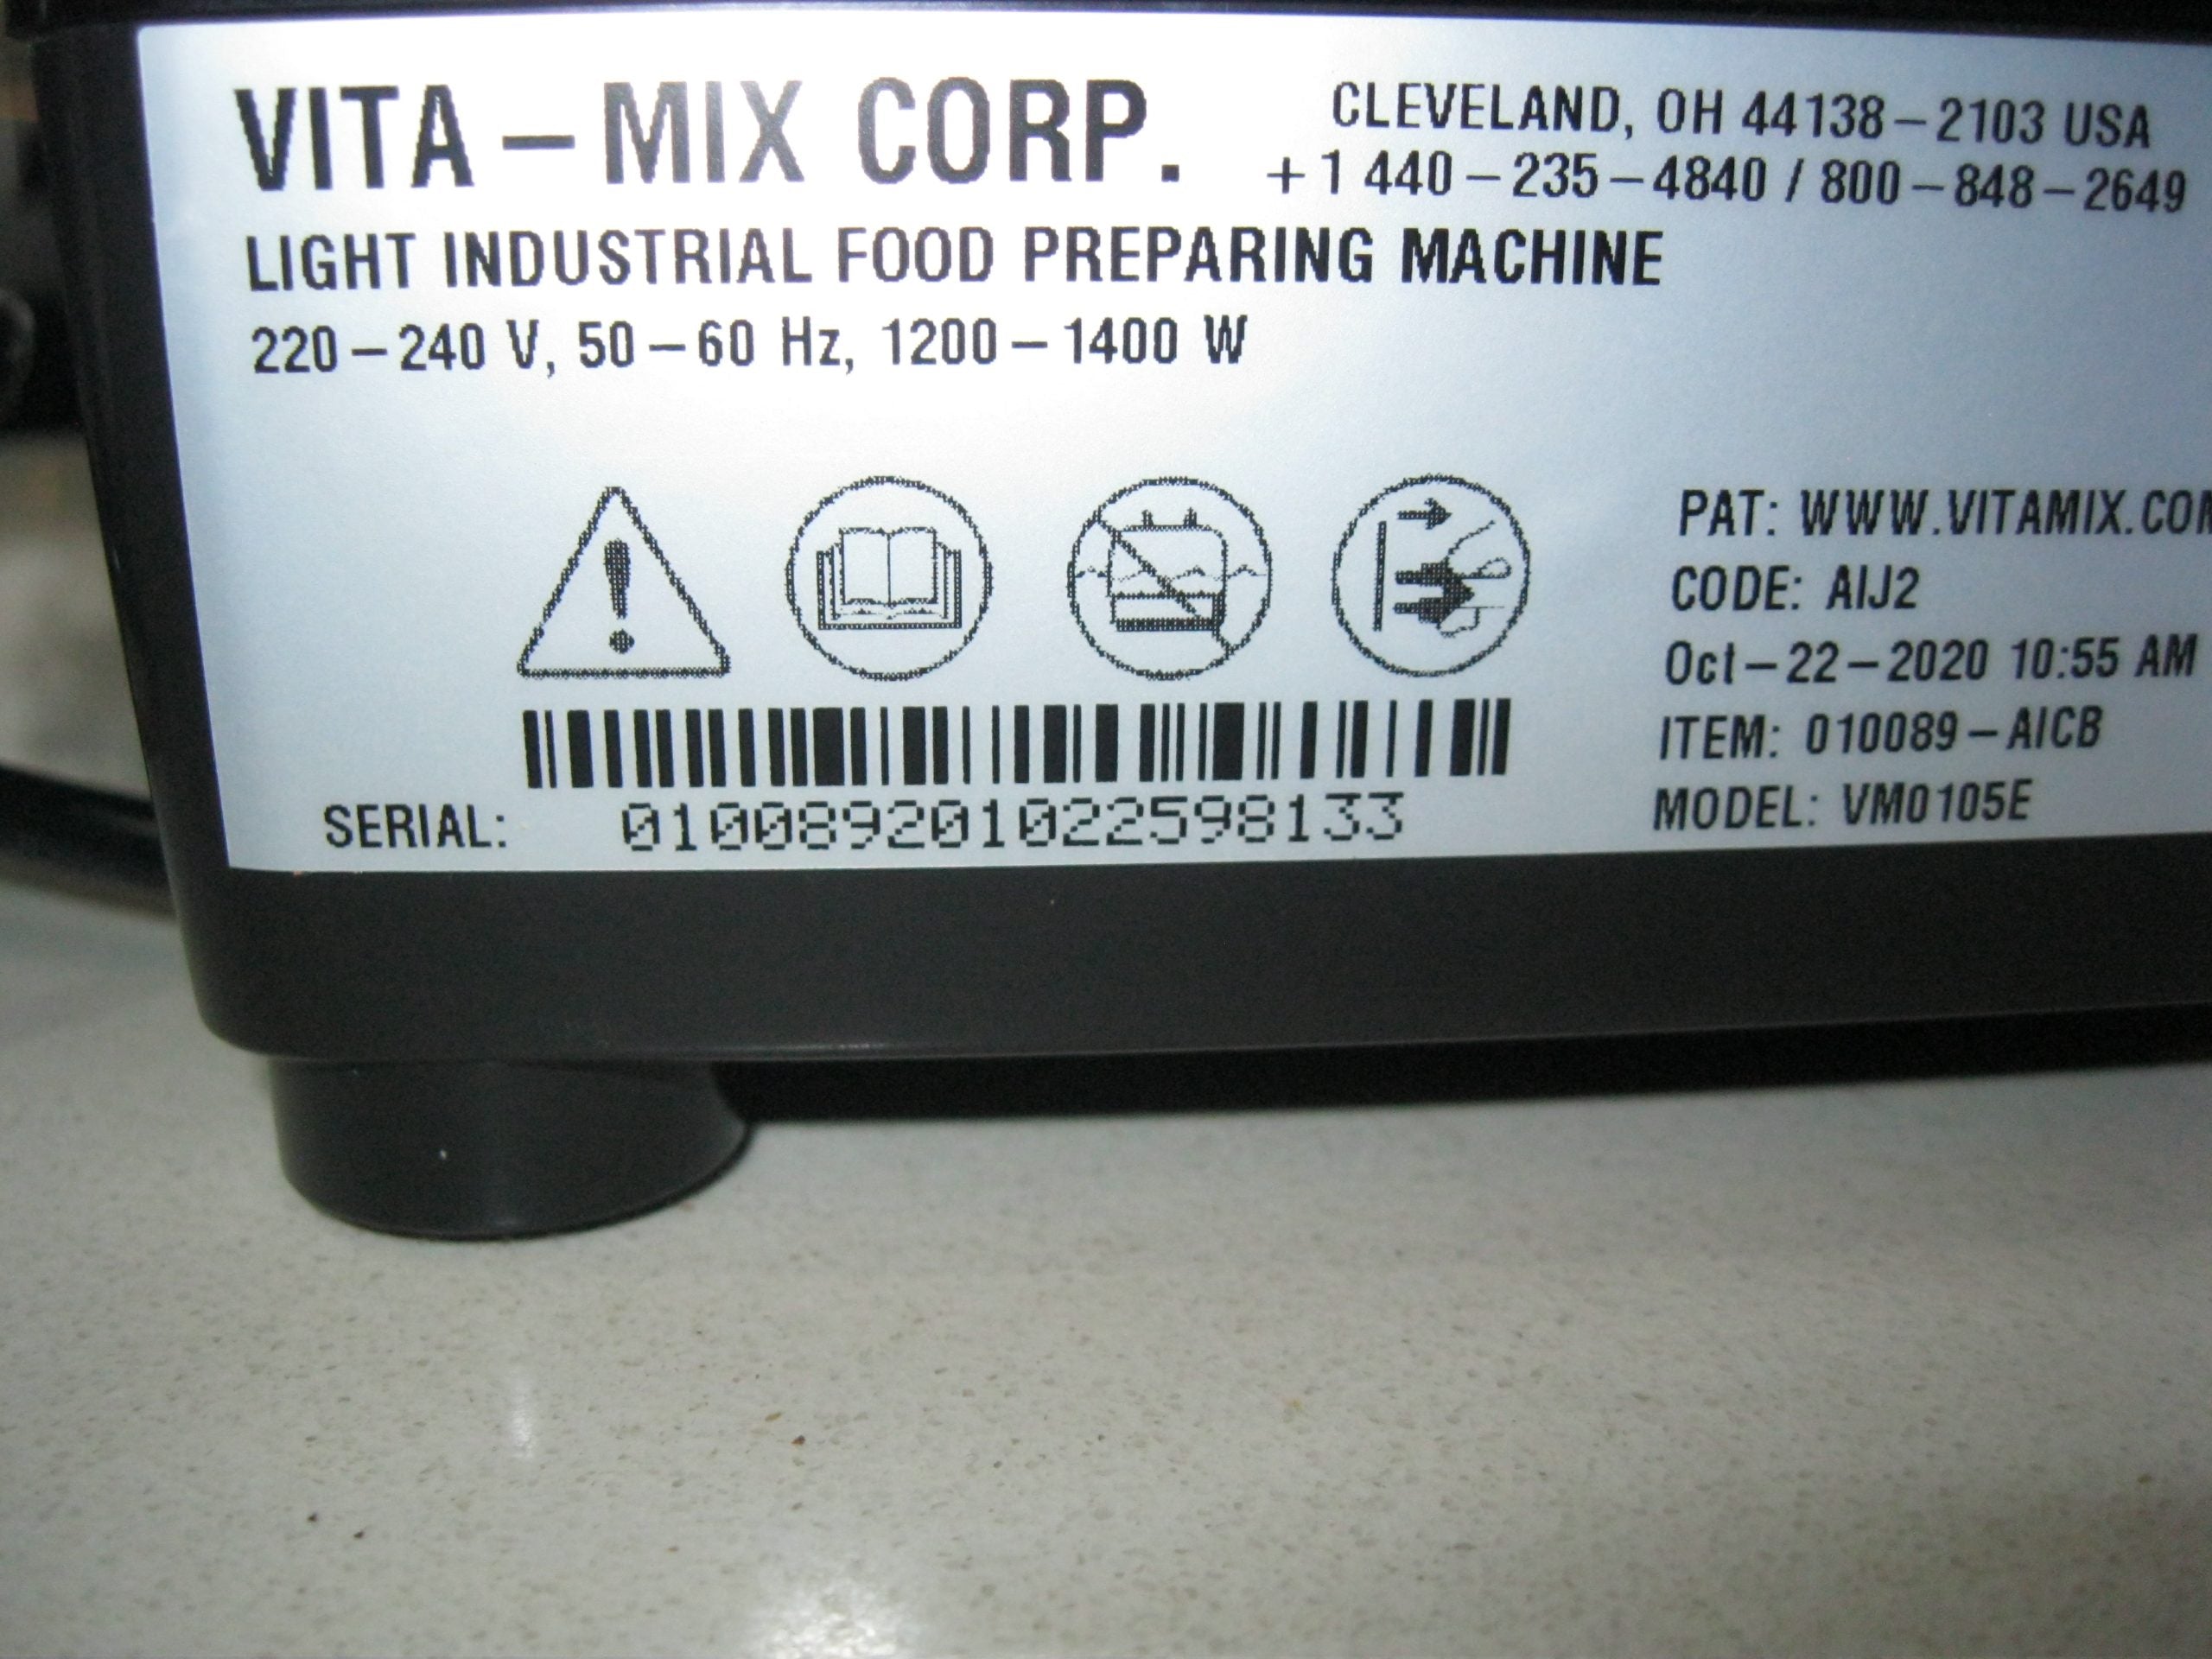 VITA – MIX CORP.
CLEVELAND, OH 44138 – 2103 USA
+ 1 440 – 235 – 4840 / 800 – 848 – 2649
LIGHT INDUSTRIAL FOOD PREPARING MACHINE
220 – 240 V, 50 – 60 Hz, 1200 – 1400 W
PAT: WWW.VITAMIX.CO
CODE: AIJ2
Oct – 22 – 2020 10:55 AM
ITEM: 010089 – AICB
MODEL: VM0105E
SERIAL: 010089201022598133